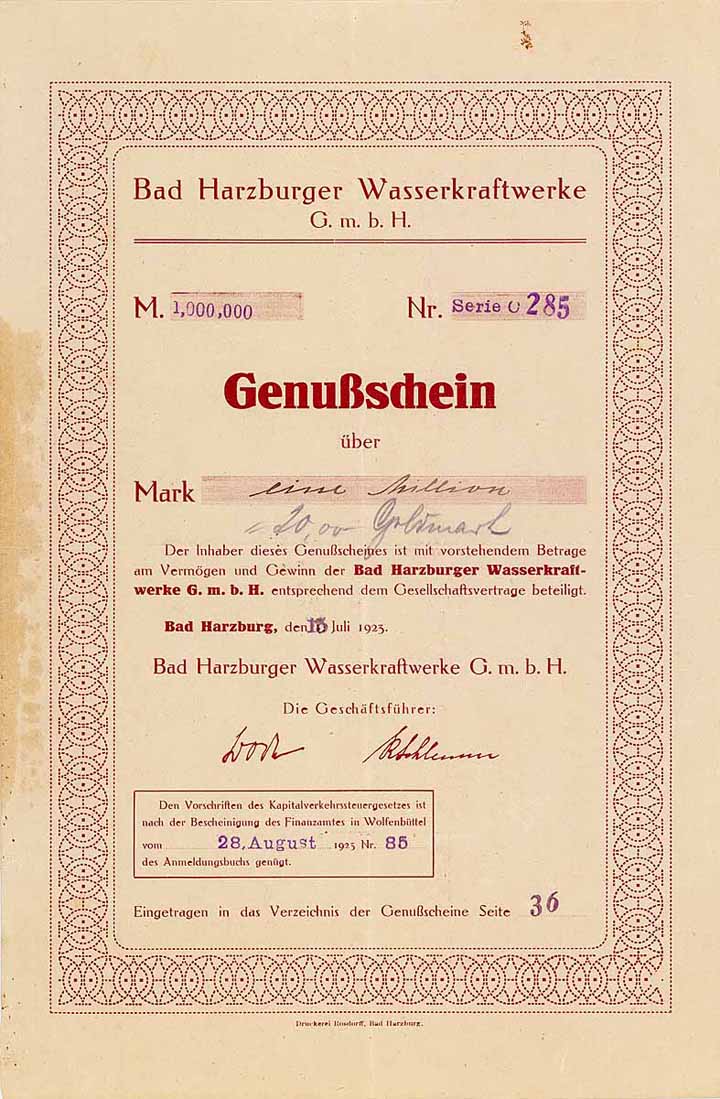 Bad Harzburger Wasserkraftwerke
G. m. b. H.
M. 1,000,000 Nr. Serie C 285
Genußschein
über
Mark eine Million
20,00 Goldmark
Der Inhaber dieses Genußscheines ist mit vorstehendem Betrage
am Vermögen und Gewinn der Bad Harzburger Wasserkraft-
werke G. m. b. H. entsprechend dem Gesellschaftsvertrage beteiligt.
Bad Harzburg, den Juli 1923.
Bad Harzburger Wasserkraftwerke G. m. b. H.
Die Geschäftsführer:
Den Vorschriften des Kapitalverkehrssteuergesetzes ist
nach der Bescheinigung des Finanzamtes in Wolfenbüttel
vom 28. August 1923 Nr. 85
des Anmeldungsbuchs genügt.
Eingetragen in das Verzeichnis der Genußscheine Seite 36
Druckerei Rosdorff, Bad Harzburg.